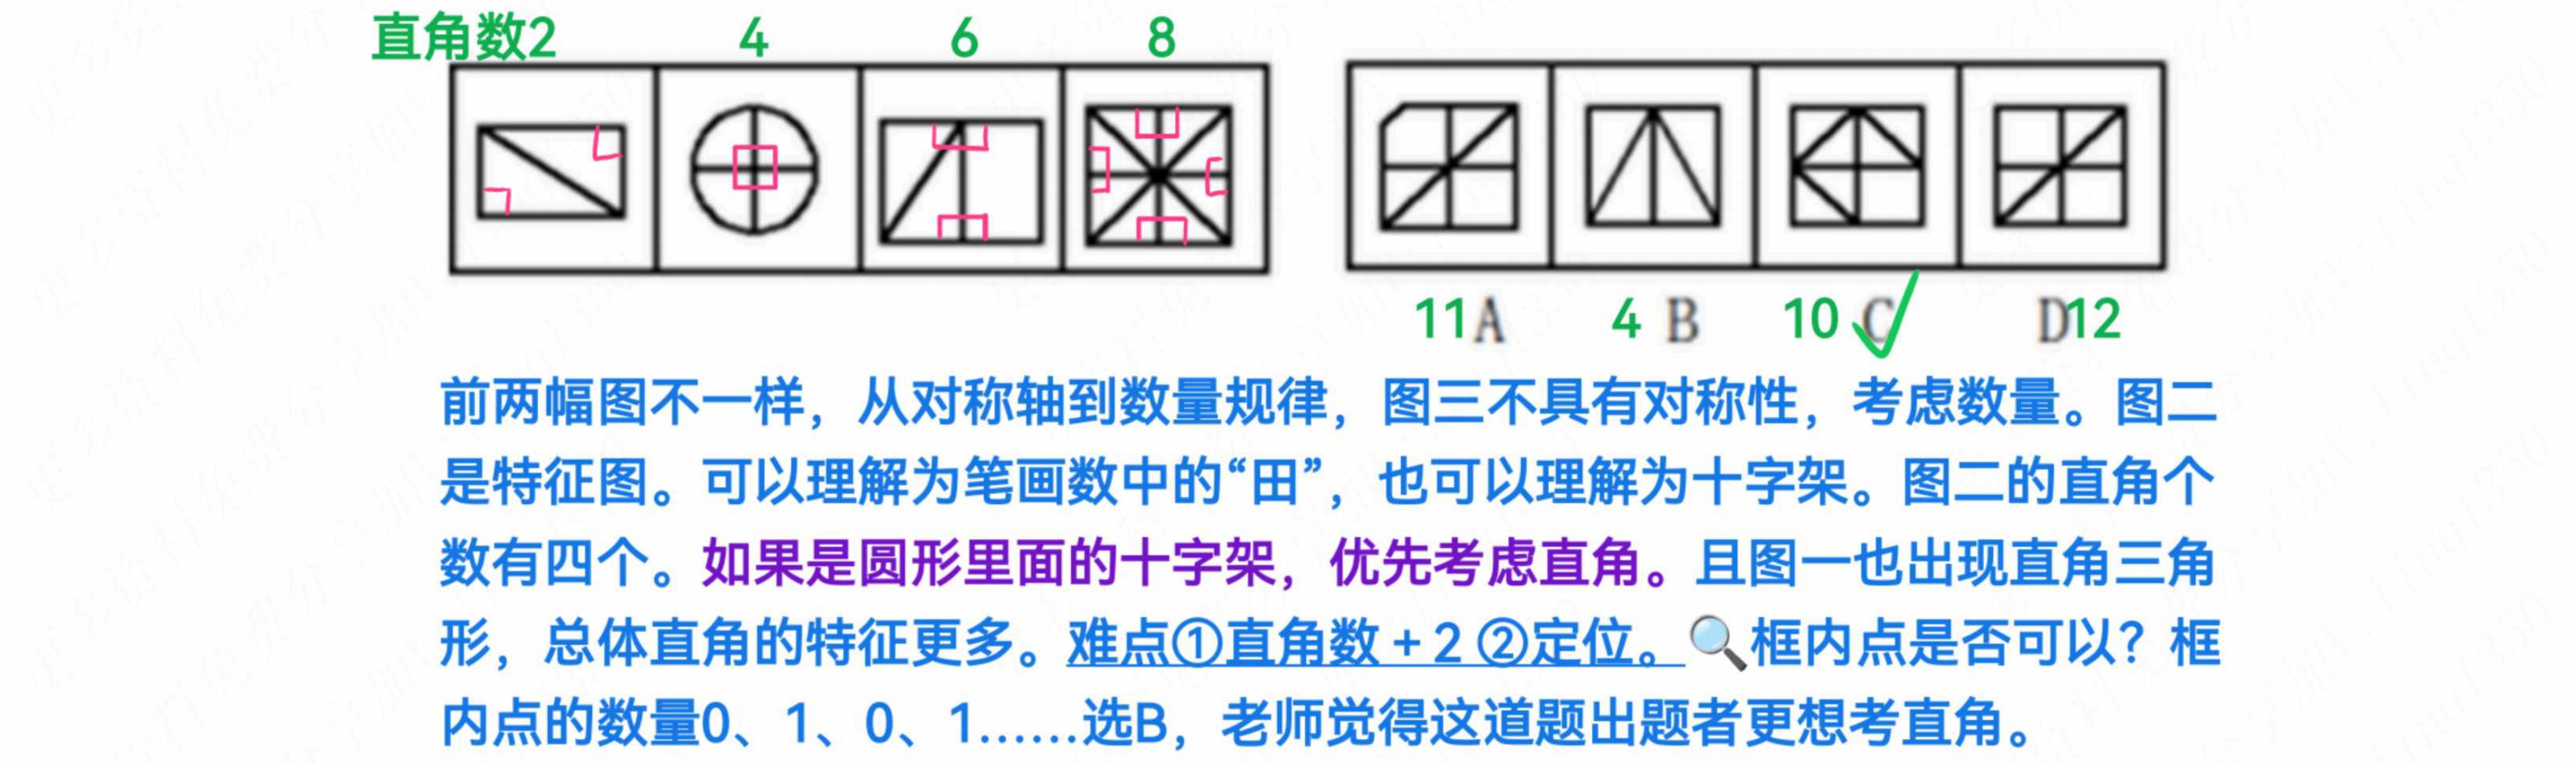 直角数2 4 6 8
11A 4 B 10 C D12
前两幅图不一样，从对称轴到数量规律，图三不具有对称性，考虑数量。图二
是特征图。可以理解为笔画数中的“田”，也可以理解为十字架。图二的直角个
数有四个。如果是圆形里面的十字架，优先考虑直角。且图一也出现直角三角
形，总体直角的特征更多。难点①直角数＋2 ②定位。🔍框内点是否可以？框
内点的数量0、1、0、1……选B，老师觉得这道题出题者更想考直角。